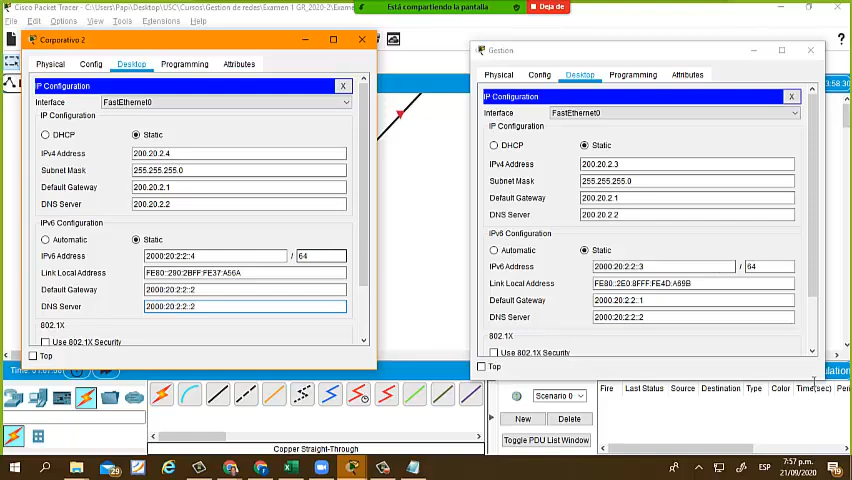 Cisco Packet Tracer - C:\Users\Papi\USC\Cursos\Gestion de redes\Examen 1 GR_2020-2\Exame
Está compartiendo la pantalla
Deja de
File Edit Options View Tools Extensions Help
Corporativo 2
Physical Config Desktop Programming Attributes
IP Configuration X
Interface FastEthernet0
IP Configuration
DHCP Static
IPv4 Address 200.20.2.4
Subnet Mask 255.255.255.0
Default Gateway 200.20.2.1
DNS Server 200.20.2.2
IPv6 Configuration
Automatic Static
IPv6 Address 2000:20:2:2::4 / 64
Link Local Address FE80::290:2BFF:FE37:A56A
Default Gateway 2000:20:2:2::2
DNS Server 2000:20:2:2::2
802.1X
Use 802.1X Security
Top
Gestion
Physical Config Desktop Programming Attributes
IP Configuration X
Interface FastEthernet0
IP Configuration
DHCP Static
IPv4 Address 200.20.2.3
Subnet Mask 255.255.255.0
Default Gateway 200.20.2.1
DNS Server 200.20.2.2
IPv6 Configuration
Automatic Static
IPv6 Address 2000:20:2:2::3 / 64
Link Local Address FE80::2E0:8FFF:FE4D:A69B
Default Gateway 2000:20:2:2::1
DNS Server 2000:20:2:2::2
802.1X
Use 802.1X Security
Top
Scenario 0
New Delete
Toggle PDU List Window
Fire Last Status Source Destination Type Color Time(sec) Periodic
Copper Straight-Through
ESP
7:57 p.m.
21/09/2020